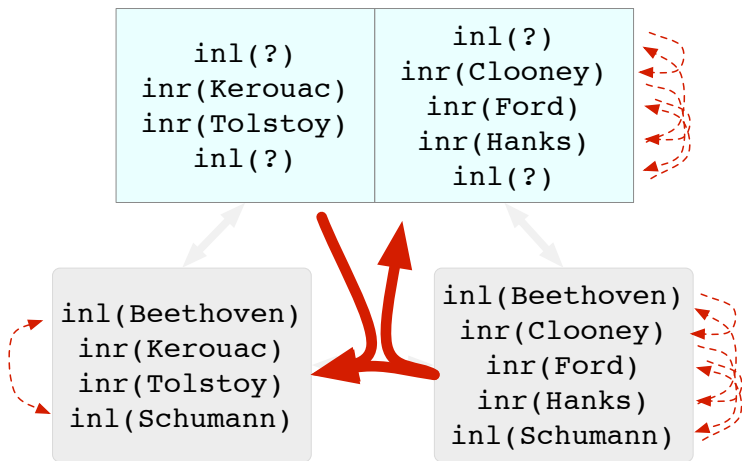 inl(?)
inr(Kerouac)
inr(Tolstoy)
inl(?)
inl(?)
inr(Clooney)
inr(Ford)
inr(Hanks)
inl(?)
inl(Beethoven)
inr(Kerouac)
inr(Tolstoy)
inl(Schumann)
inl(Beethoven)
inr(Clooney)
inr(Ford)
inr(Hanks)
inl(Schumann)